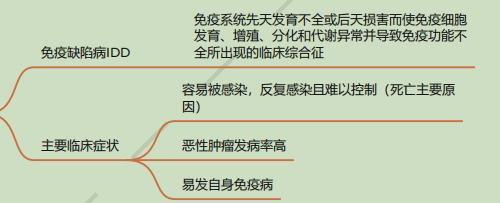 免疫缺陷病IDD
免疫系统先天发育不全或后天损害而使免疫细胞
发育、增殖、分化和代谢异常并导致免疫功能不
全所出现的临床综合征
主要临床症状
容易被感染，反复感染且难以控制（死亡主要原
因）
恶性肿瘤发病率高
易发自身免疫病